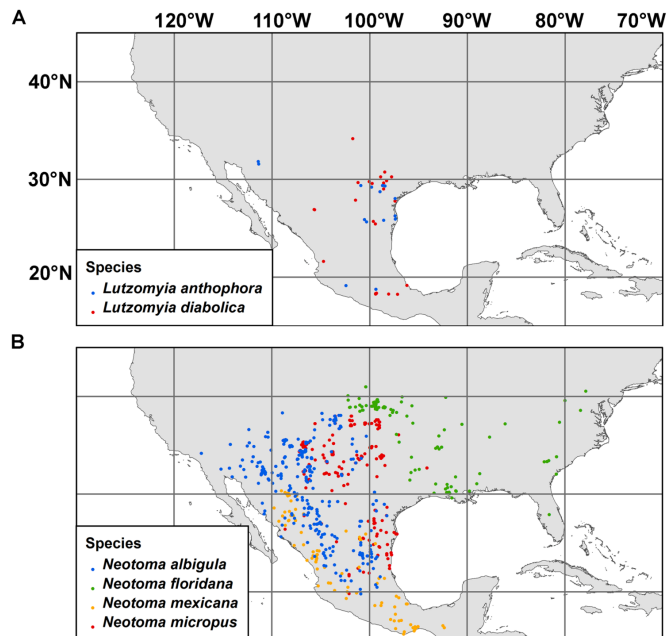 A
120°W 110°W 100°W 90°W 80°W 70°W
40°N
30°N
20°N
Species
Lutzomyia anthophora
Lutzomyia diabolica
B
Species
Neotoma albigula
Neotoma floridana
Neotoma mexicana
Neotoma micropus